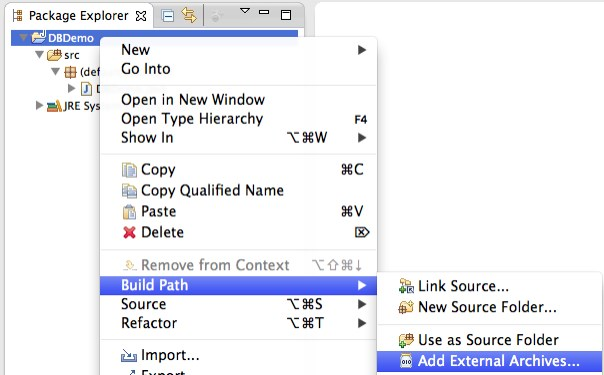 Package Explorer
DBDemo
src
(def
JRE Sys
New
Go Into
Open in New Window
Open Type Hierarchy F4
Show In ⌥⌘W
Copy ⌘C
Copy Qualified Name
Paste ⌘V
Delete ⌦
Remove from Context ⌥⇧⌘↓
Build Path
Source ⌥⌘S
Refactor ⌥⌘T
Import...
Link Source...
New Source Folder...
Use as Source Folder
Add External Archives...